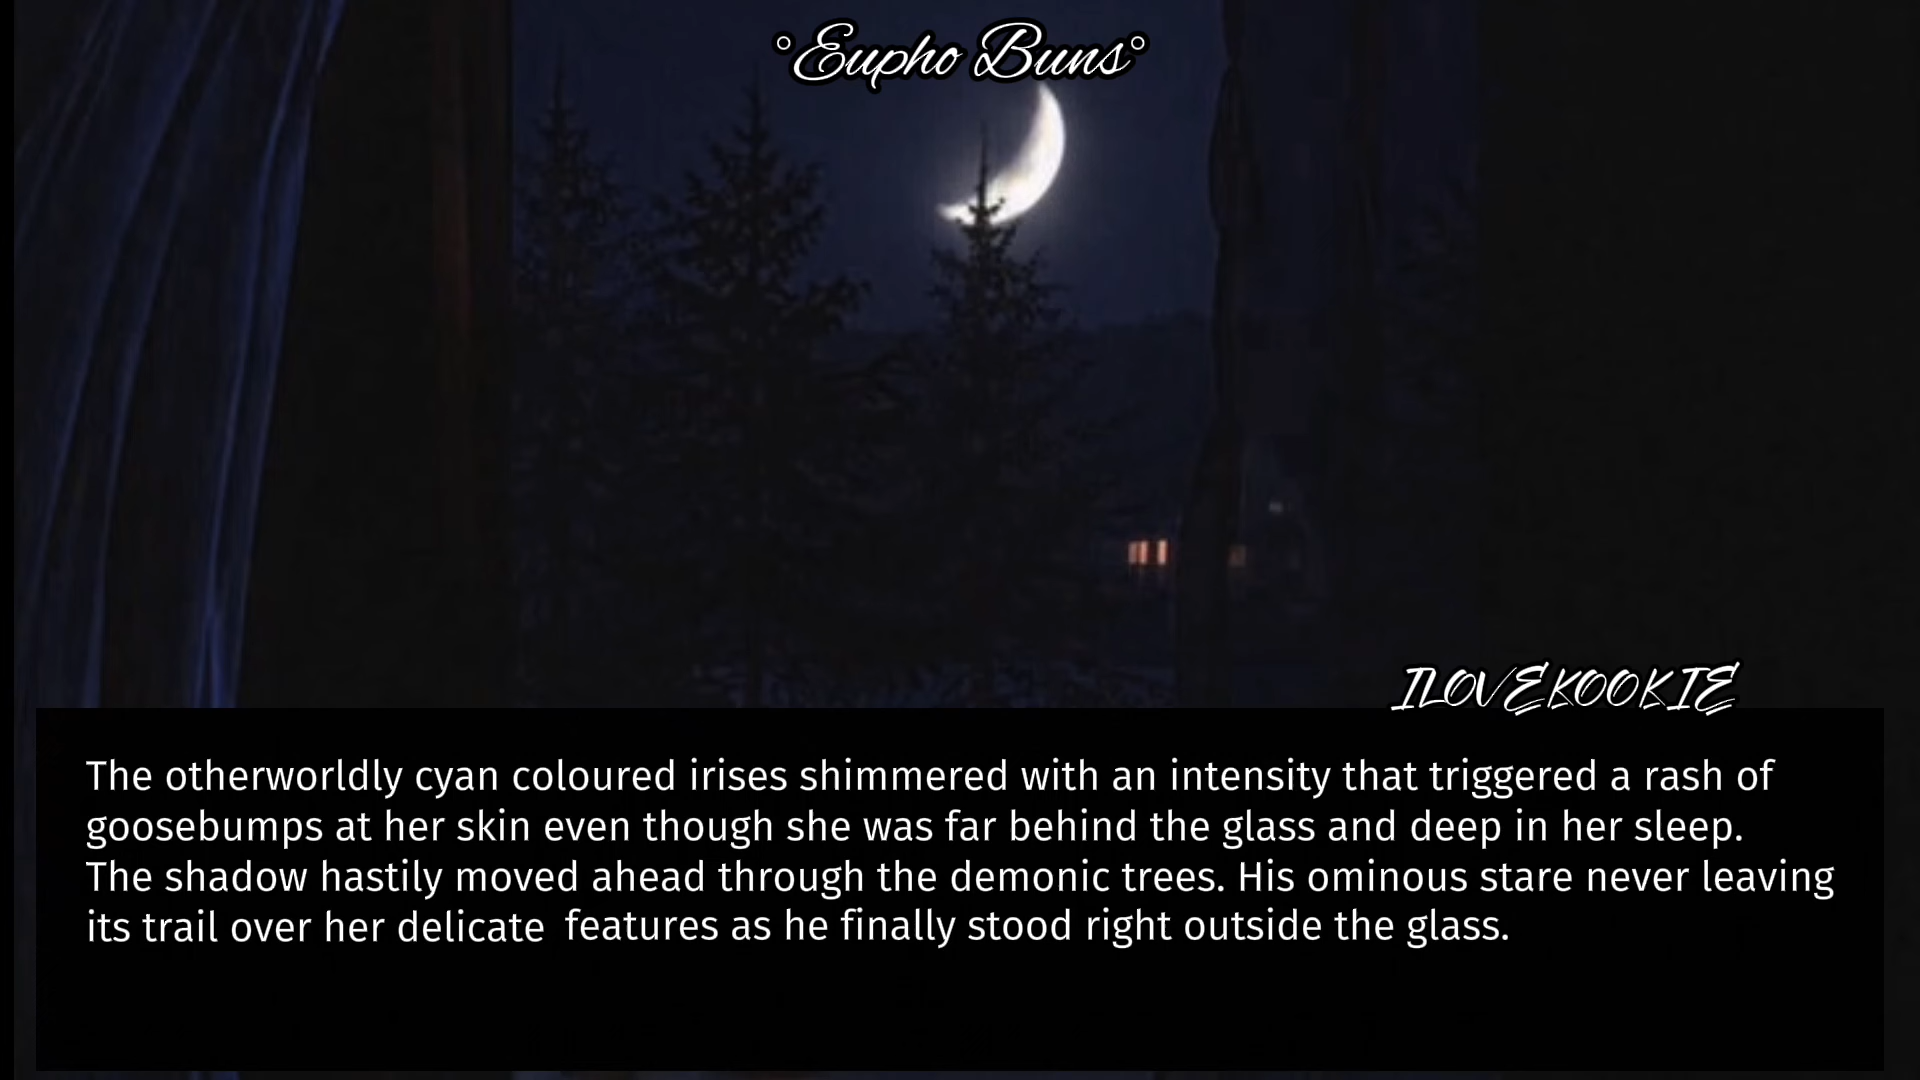 °Eupho Buns°
ILOVEKOOKIE
The otherworldly cyan coloured irises shimmered with an intensity that triggered a rash of
goosebumps at her skin even though she was far behind the glass and deep in her sleep.
The shadow hastily moved ahead through the demonic trees. His ominous stare never leaving
its trail over her delicate features as he finally stood right outside the glass.